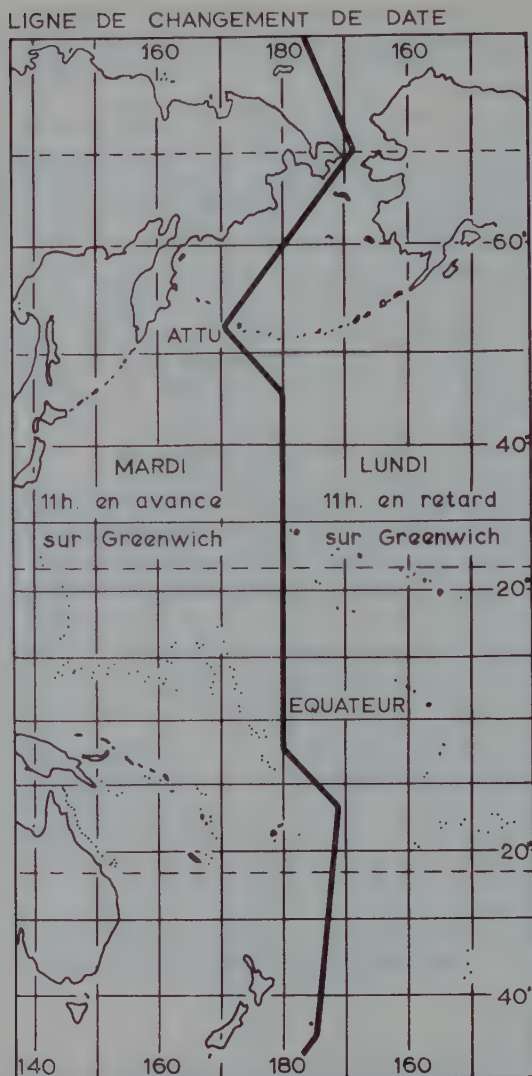 LIGNE DE CHANGEMENT DE DATE
160 180 160
60°
ATTU
40°
MARDI
11h. en avance
sur Greenwich
LUNDI
11h. en retard
sur Greenwich
20°
EQUATEUR
20°
40°
140 160 180 160